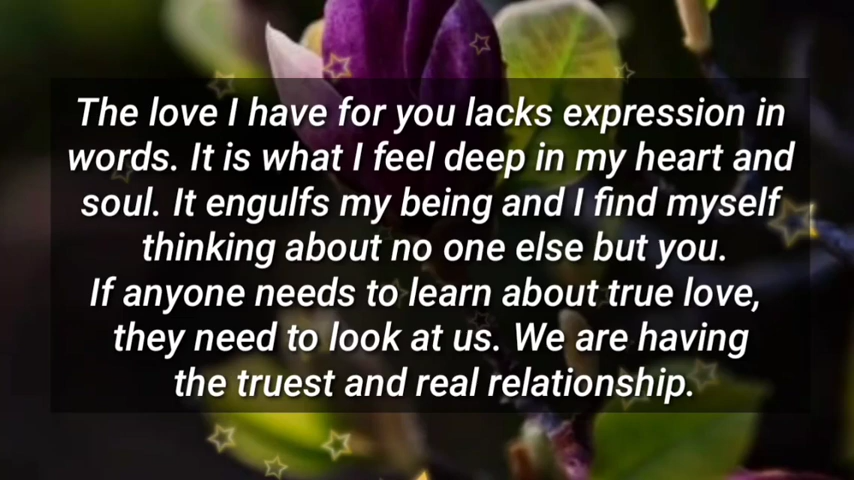 The love I have for you lacks expression in
words. It is what I feel deep in my heart and
soul. It engulfs my being and I find myself
thinking about no one else but you.
If anyone needs to learn about true love,
they need to look at us. We are having
the truest and real relationship.